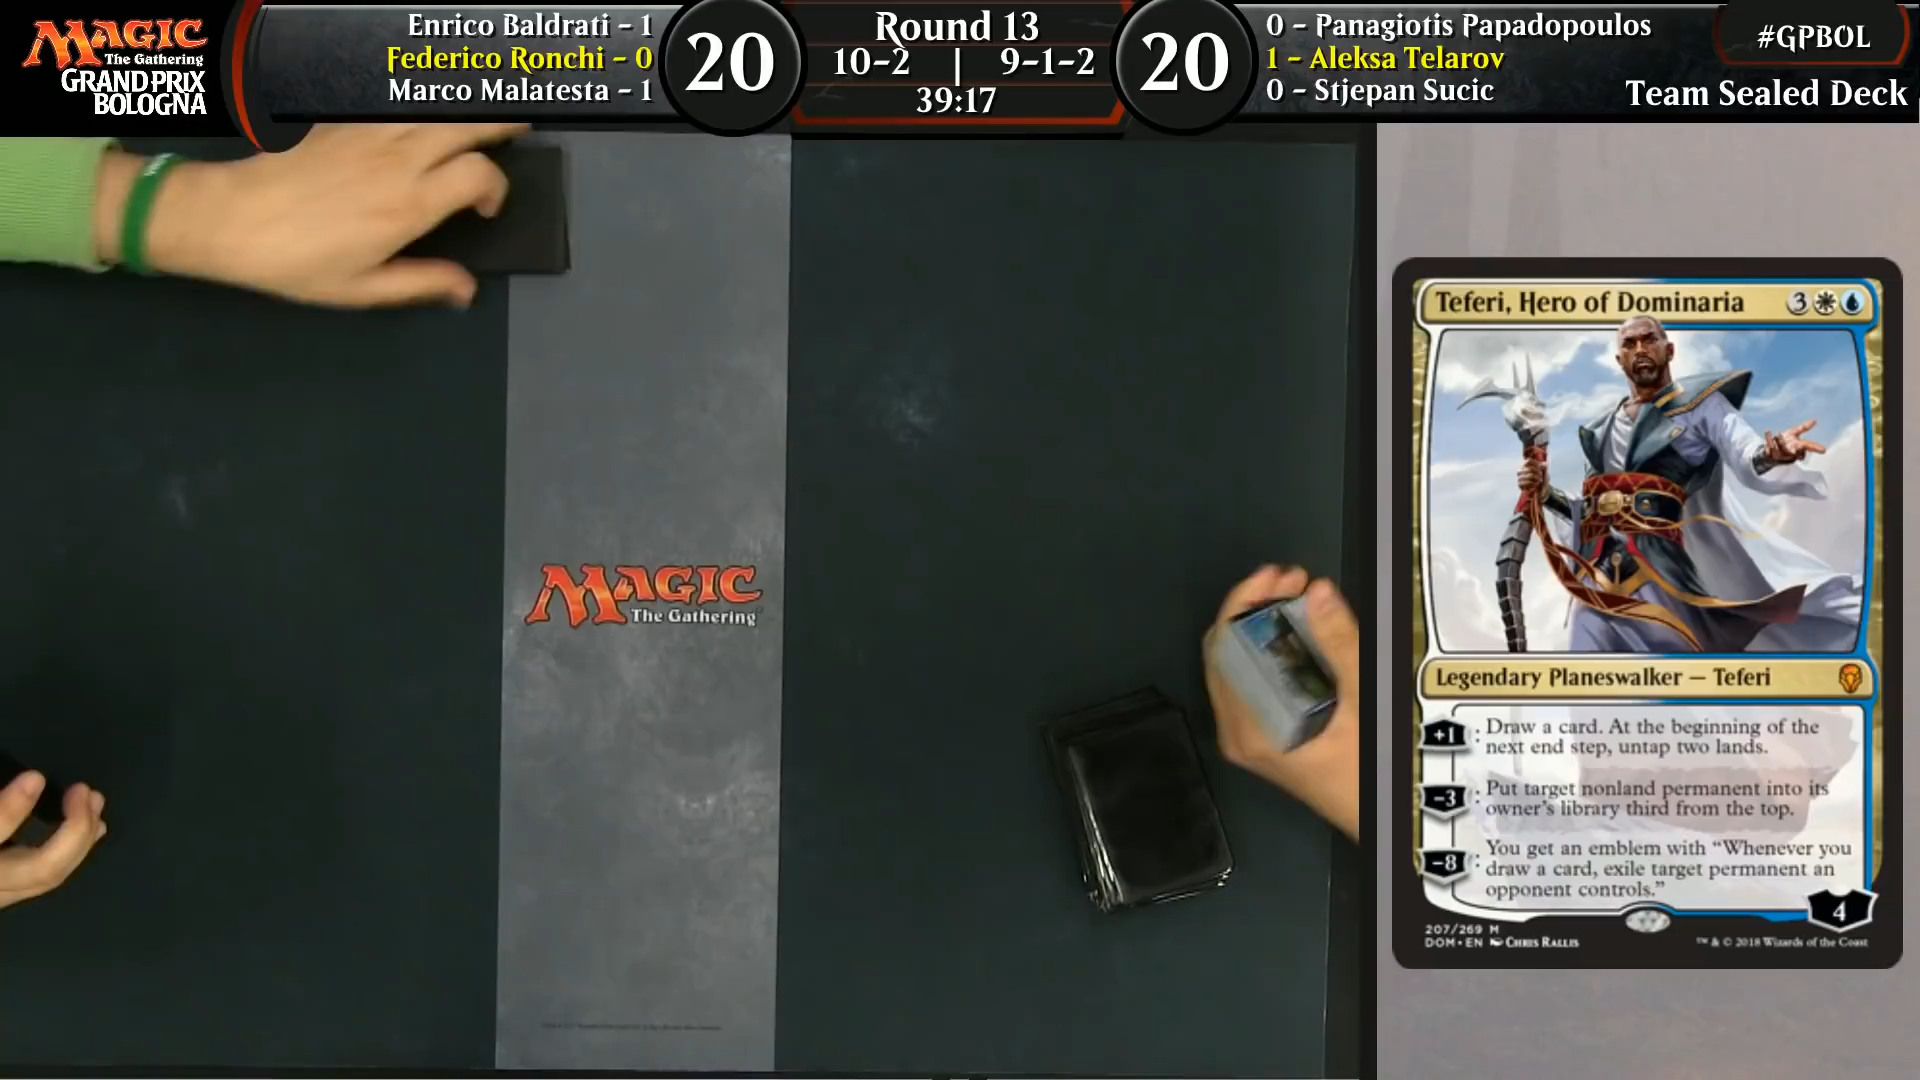 MAGIC
The Gathering
GRAND PRIX
BOLOGNA
Enrico Baldrati – 1
Federico Ronchi – 0
Marco Malatesta – 1
20
Round 13
10-2 | 9-1-2
39:17
20
0 – Panagiotis Papadopoulos
1 – Aleksa Telarov
0 – Stjepan Sucic
#GPBOL
Team Sealed Deck
MAGIC
The Gathering
Teferi, Hero of Dominaria 3
Legendary Planeswalker — Teferi
+1 : Draw a card. At the beginning of the
next end step, untap two lands.
-3 : Put target nonland permanent into its
owner's library third from the top.
-8 : You get an emblem with “Whenever you
draw a card, exile target permanent an
opponent controls.”
4
207/269 M
DOM • EN Chris Rallis
™ & © 2018 Wizards of the Coast